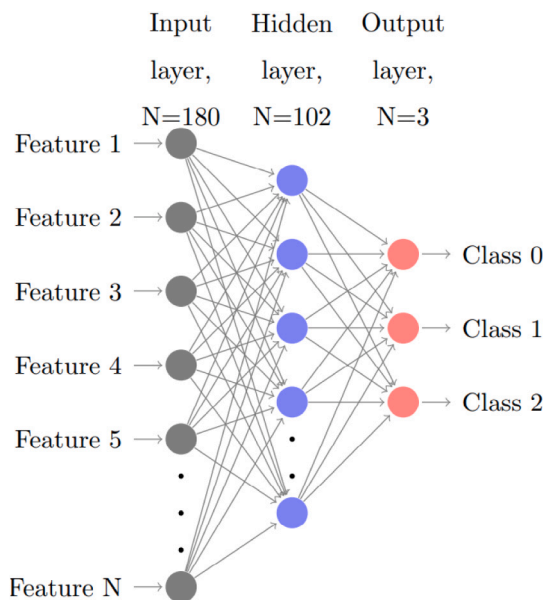 Input Hidden Output
layer, layer, layer,
N=180 N=102 N=3
Feature 1
Feature 2
Class 0
Feature 3
Class 1
Feature 4
Class 2
Feature 5
Feature N